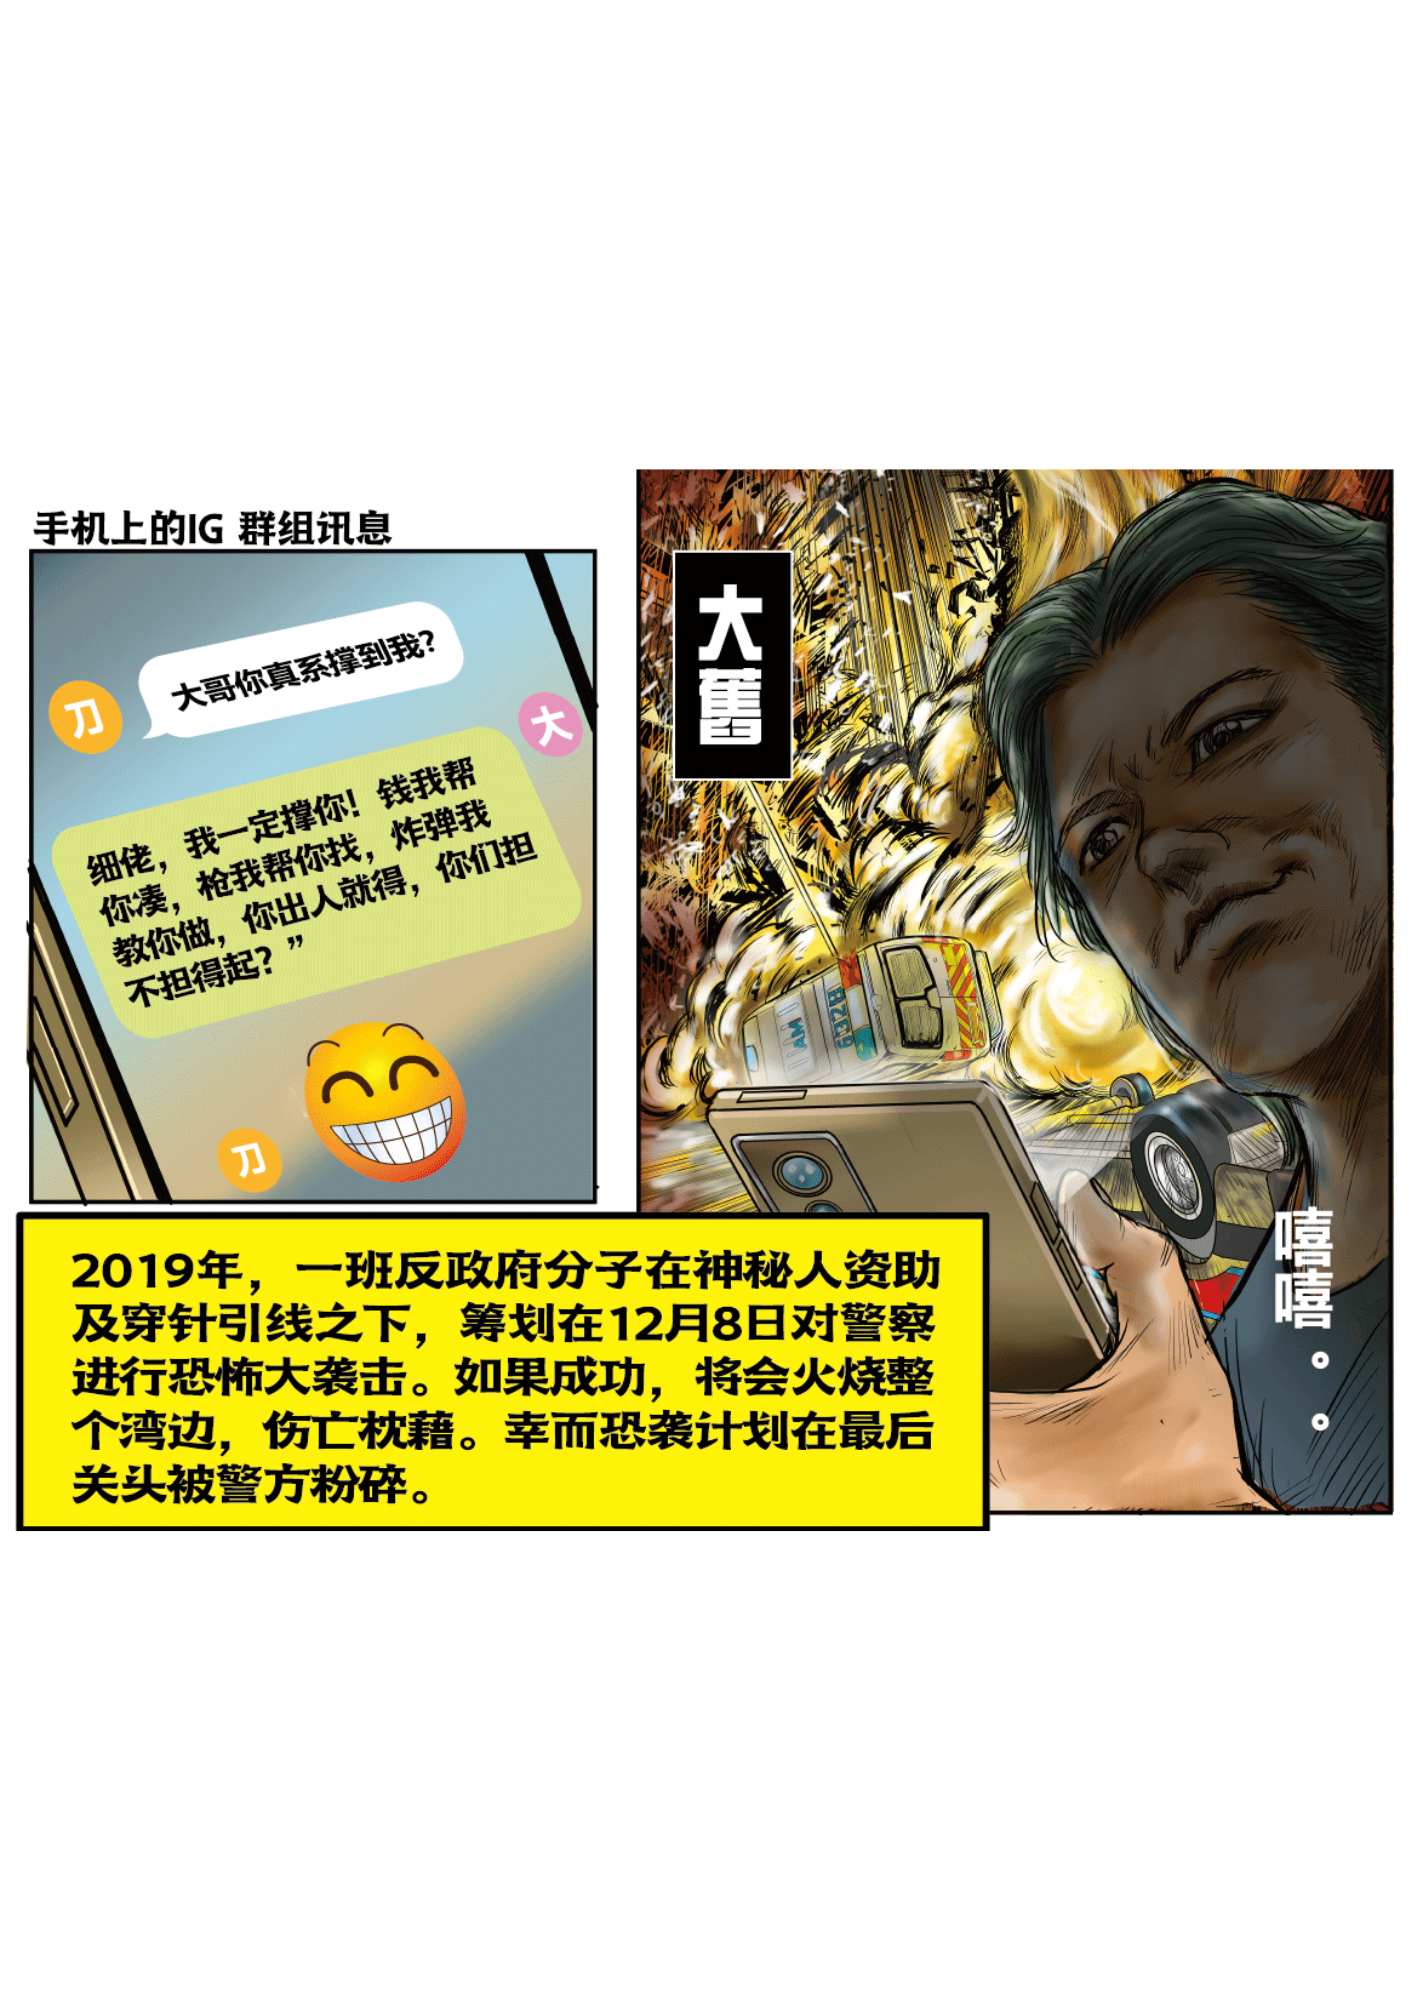 手机上的IG 群组讯息
刀
大哥你真系撑到我?
大
细佬，我一定撑你! 钱我帮
你凑，枪我帮你找，炸弹我
教你做，你出人就得，你们担
不担得起? ”
刀
大舊
AM
6328
嘻嘻。。
2019年，一班反政府分子在神秘人资助
及穿针引线之下，筹划在12月8日对警察
进行恐怖大袭击。如果成功，将会火烧整
个湾边，伤亡枕藉。幸而恐袭计划在最后
关头被警方粉碎。